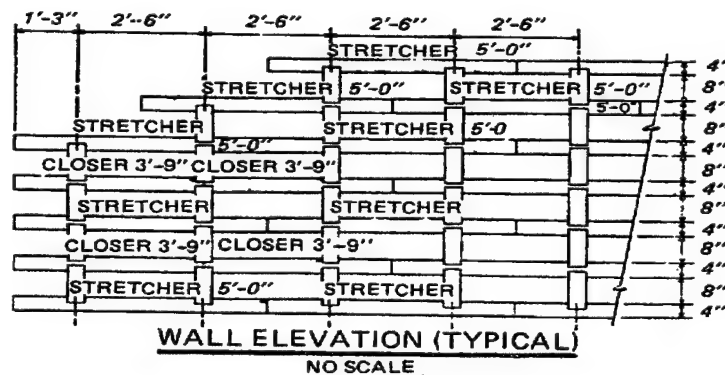 1'-3" 2'-6" 2'-6" 2'-6" 2'-6"
STRETCHER 5'-0"
4"
8"
STRETCHER 5'-0" STRETCHER 5'-0"
4"
5'-0"
STRETCHER STRETCHER 5'-0
8"
5'-0"
4"
CLOSER 3'-9" CLOSER 3'-9"
8"
4"
STRETCHER STRETCHER
8"
4"
CLOSER 3'-9" CLOSER 3'-9"
8"
4"
STRETCHER 5'-0" STRETCHER
8"
4"
WALL ELEVATION (TYPICAL)
NO SCALE